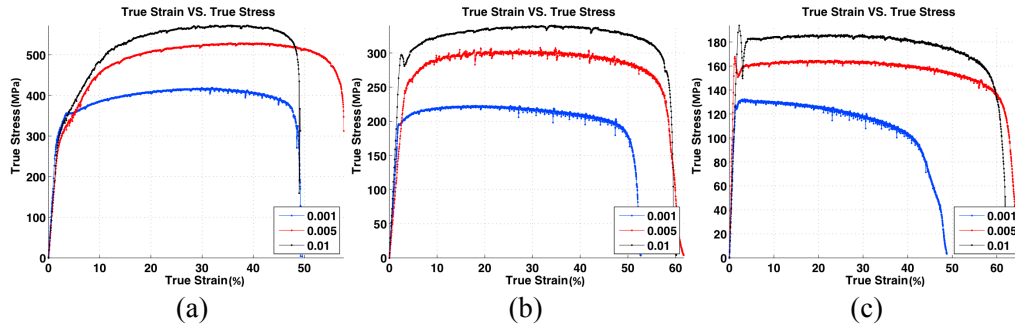 True Strain VS. True Stress
True Stress(MPa)
500
400
300
200
100
0
0 10 20 30 40 50
True Strain(%)
0.001
0.005
0.01
(a)
True Strain VS. True Stress
True Stress(MPa)
300
250
200
150
100
50
0
0 10 20 30 40 50 60
True Strain(%)
0.001
0.005
0.01
(b)
True Strain VS. True Stress
True Stress(MPa)
180
160
140
120
100
80
60
40
20
0
0 10 20 30 40 50 60
True Strain(%)
0.001
0.005
0.01
(c)